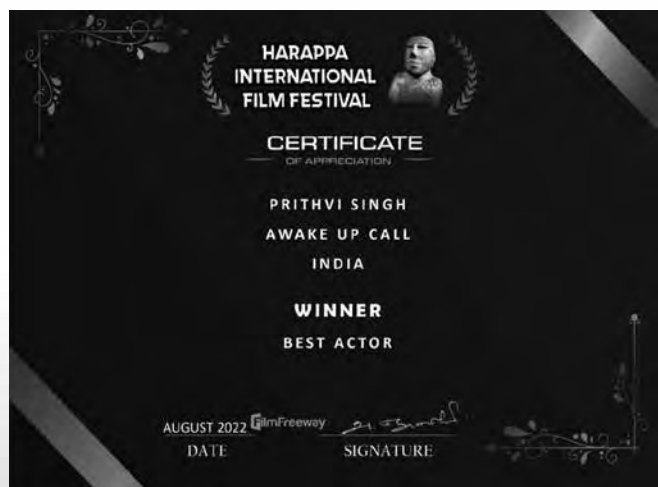 HARAPPA
INTERNATIONAL
FILM FESTIVAL
CERTIFICATE
OF APPRECIATION
PRITHVI SINGH
AWAKE UP CALL
INDIA
WINNER
BEST ACTOR
AUGUST 2022 FilmFreeway
DATE SIGNATURE